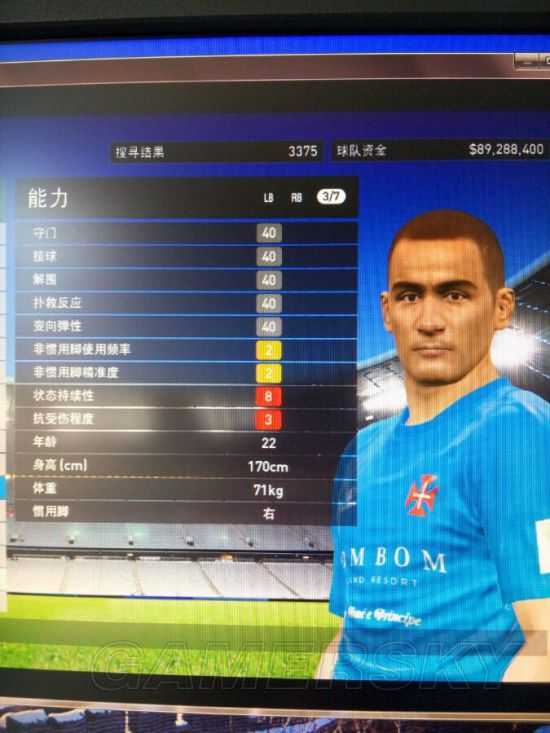 搜寻结果 3375 球队资金 $89,288,400
能力 LB RB 3/7
守门 40
接球 40
解围 40
扑救反应 40
变向弹性 40
非惯用脚使用频率 2
非惯用脚精准度 2
状态持续性 8
抗受伤程度 3
年龄 22
身高(cm) 170cm
体重 71kg
惯用脚 右
MBOM
ND RESORT
e Príncipe
GAMERSKY